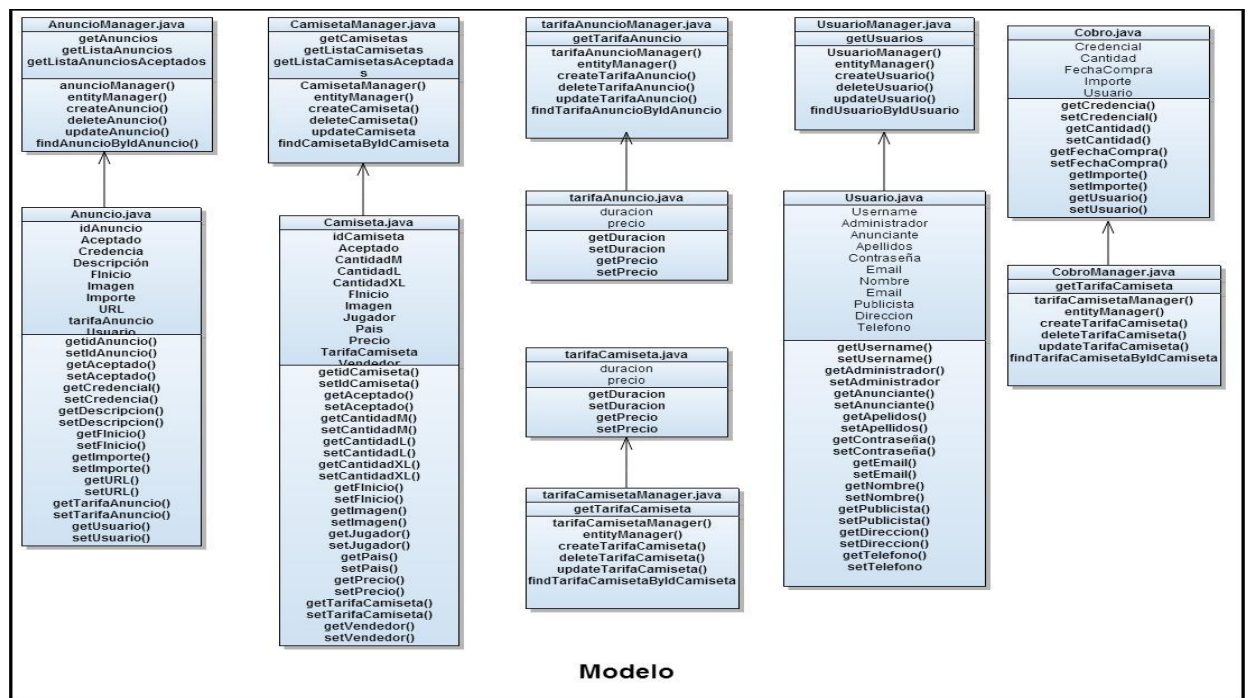 AnuncioManager.java
getAnuncios
getListaAnuncios
getListaAnunciosAceptados
anuncioManager()
entityManager()
createAnuncio()
deleteAnuncio()
updateAnuncio()
findAnuncioByIdAnuncio()
Anuncio.java
idAnuncio
Aceptado
Credencia
Descripción
FInicio
Imagen
Importe
URL
tarifaAnuncio
Usuario
getidAnuncio()
setIdAnuncio()
getAceptado()
setAceptado()
getCredencial()
setCredencia()
getDescripcion()
setDescripcion()
getFInicio()
setFInicio()
getImporte()
setImporte()
getURL()
setURL()
getTarifaAnuncio()
setTarifaAnuncio()
getUsuario()
setUsuario()
CamisetaManager.java
getCamisetas
getListaCamisetas
getListaCamisetasAceptada
s
CamisetaManager()
entityManager()
createCamiseta()
deleteCamiseta()
updateCamiseta
findCamisetaByIdCamiseta
Camiseta.java
idCamiseta
Aceptado
CantidadM
CantidadL
CantidadXL
FInicio
Imagen
Jugador
Pais
Precio
TarifaCamiseta
Vendedor
getidCamiseta()
setIdCamiseta()
getAceptado()
setAceptado()
getCantidadM()
setCantidadM()
getCantidadL()
setCantidadL()
getCantidadXL()
setCantidadXL()
getFInicio()
setFInicio()
getImagen()
setImagen()
getJugador()
setJugador()
getPais()
setPais()
getPrecio()
setPrecio()
getTarifaCamiseta()
setTarifaCamiseta()
getVendedor()
setVendedor()
tarifaAnuncioManager.java
getTarifaAnuncio
tarifaAnuncioManager()
entityManager()
createTarifaAnuncio()
deleteTarifaAnuncio()
updateTarifaAnuncio()
findTarifaAnuncioByIdAnuncio
tarifaAnuncio.java
duracion
precio
getDuracion
setDuracion
getPrecio
setPrecio
tarifaCamiseta.java
duracion
precio
getDuracion
setDuracion
getPrecio
setPrecio
tarifaCamisetaManager.java
getTarifaCamiseta
tarifaCamisetaManager()
entityManager()
createTarifaCamiseta()
deleteTarifaCamiseta()
updateTarifaCamiseta()
findTarifaCamisetaByIdCamiseta
UsuarioManager.java
getUsuarios
UsuarioManager()
entityManager()
createUsuario()
deleteUsuario()
updateUsuario()
findUsuarioByIdUsuario
Usuario.java
Username
Administrador
Anunciante
Apellidos
Contraseña
Email
Nombre
Email
Publicista
Direccion
Telefono
getUsername()
setUsername()
getAdministrador()
setAdministrador
getAnunciante()
setAnunciante()
getApelidos()
setApellidos()
getContraseña()
setContraseña()
getEmail()
setEmail()
getNombre()
setNombre()
getPublicista()
setPublicista()
getDireccion()
setDireccion()
getTelefono()
setTelefono
Cobro.java
Credencial
Cantidad
FechaCompra
Importe
Usuario
getCredencia()
setCredencial()
getCantidad()
setCantidad()
getFechaCompra()
setFechaCompra()
getImporte()
setImporte()
getUsuario()
setUsuario()
CobroManager.java
getTarifaCamiseta
tarifaCamisetaManager()
entityManager()
createTarifaCamiseta()
deleteTarifaCamiseta()
updateTarifaCamiseta()
findTarifaCamisetaByIdCamiseta
Modelo